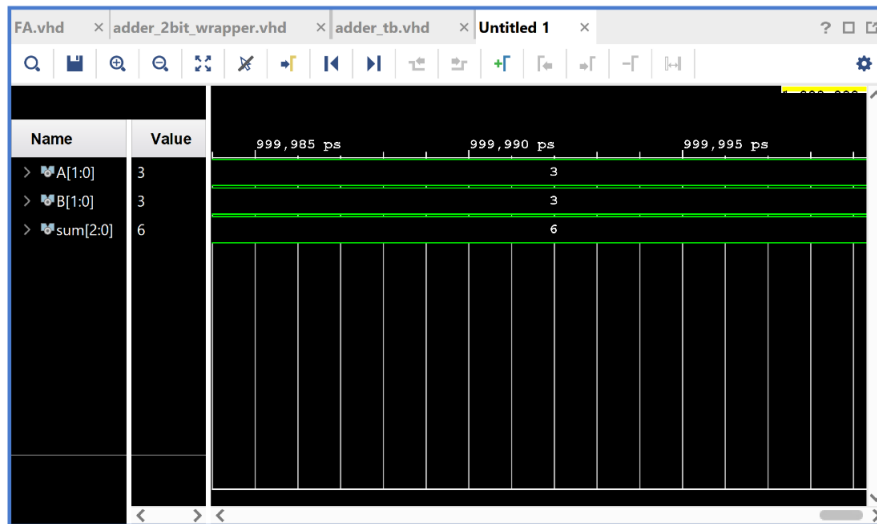 FA.vhd × adder_2bit_wrapper.vhd × adder_tb.vhd × Untitled 1 × ?
Name Value
999,985 ps 999,990 ps 999,995 ps
A[1:0] 3 3
B[1:0] 3 3
sum[2:0] 6 6